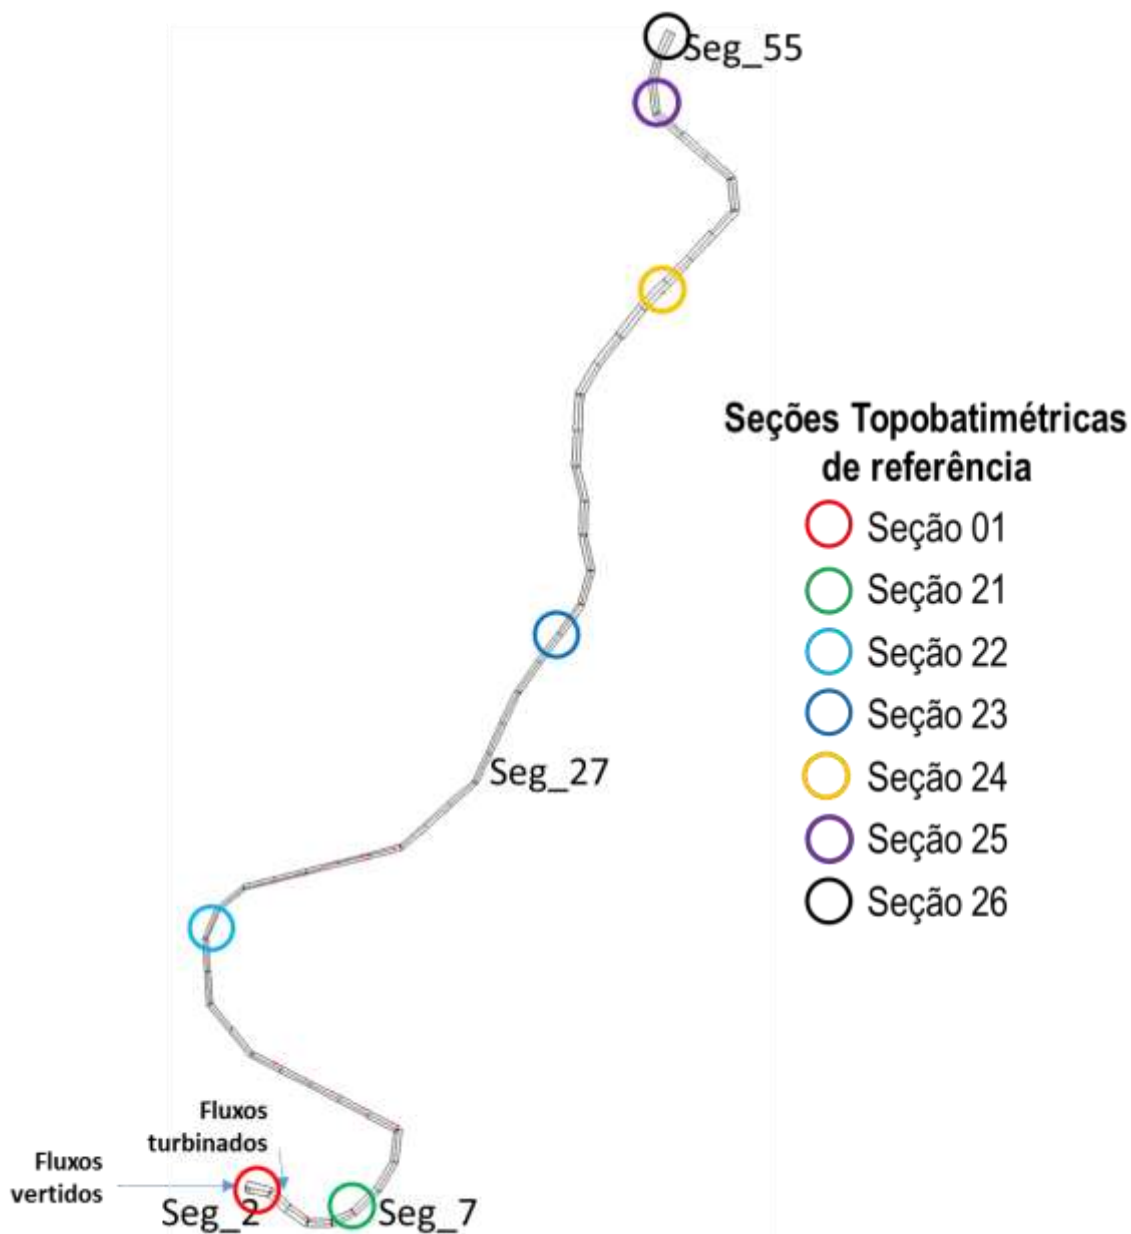 Seg_55
Seções Topobatimétricas
de referência
Seção 01
Seção 21
Seção 22
Seção 23
Seg_27
Seção 24
Seção 25
Seção 26
Fluxos
turbinados
Fluxos
vertidos
Seg_2
Seg_7